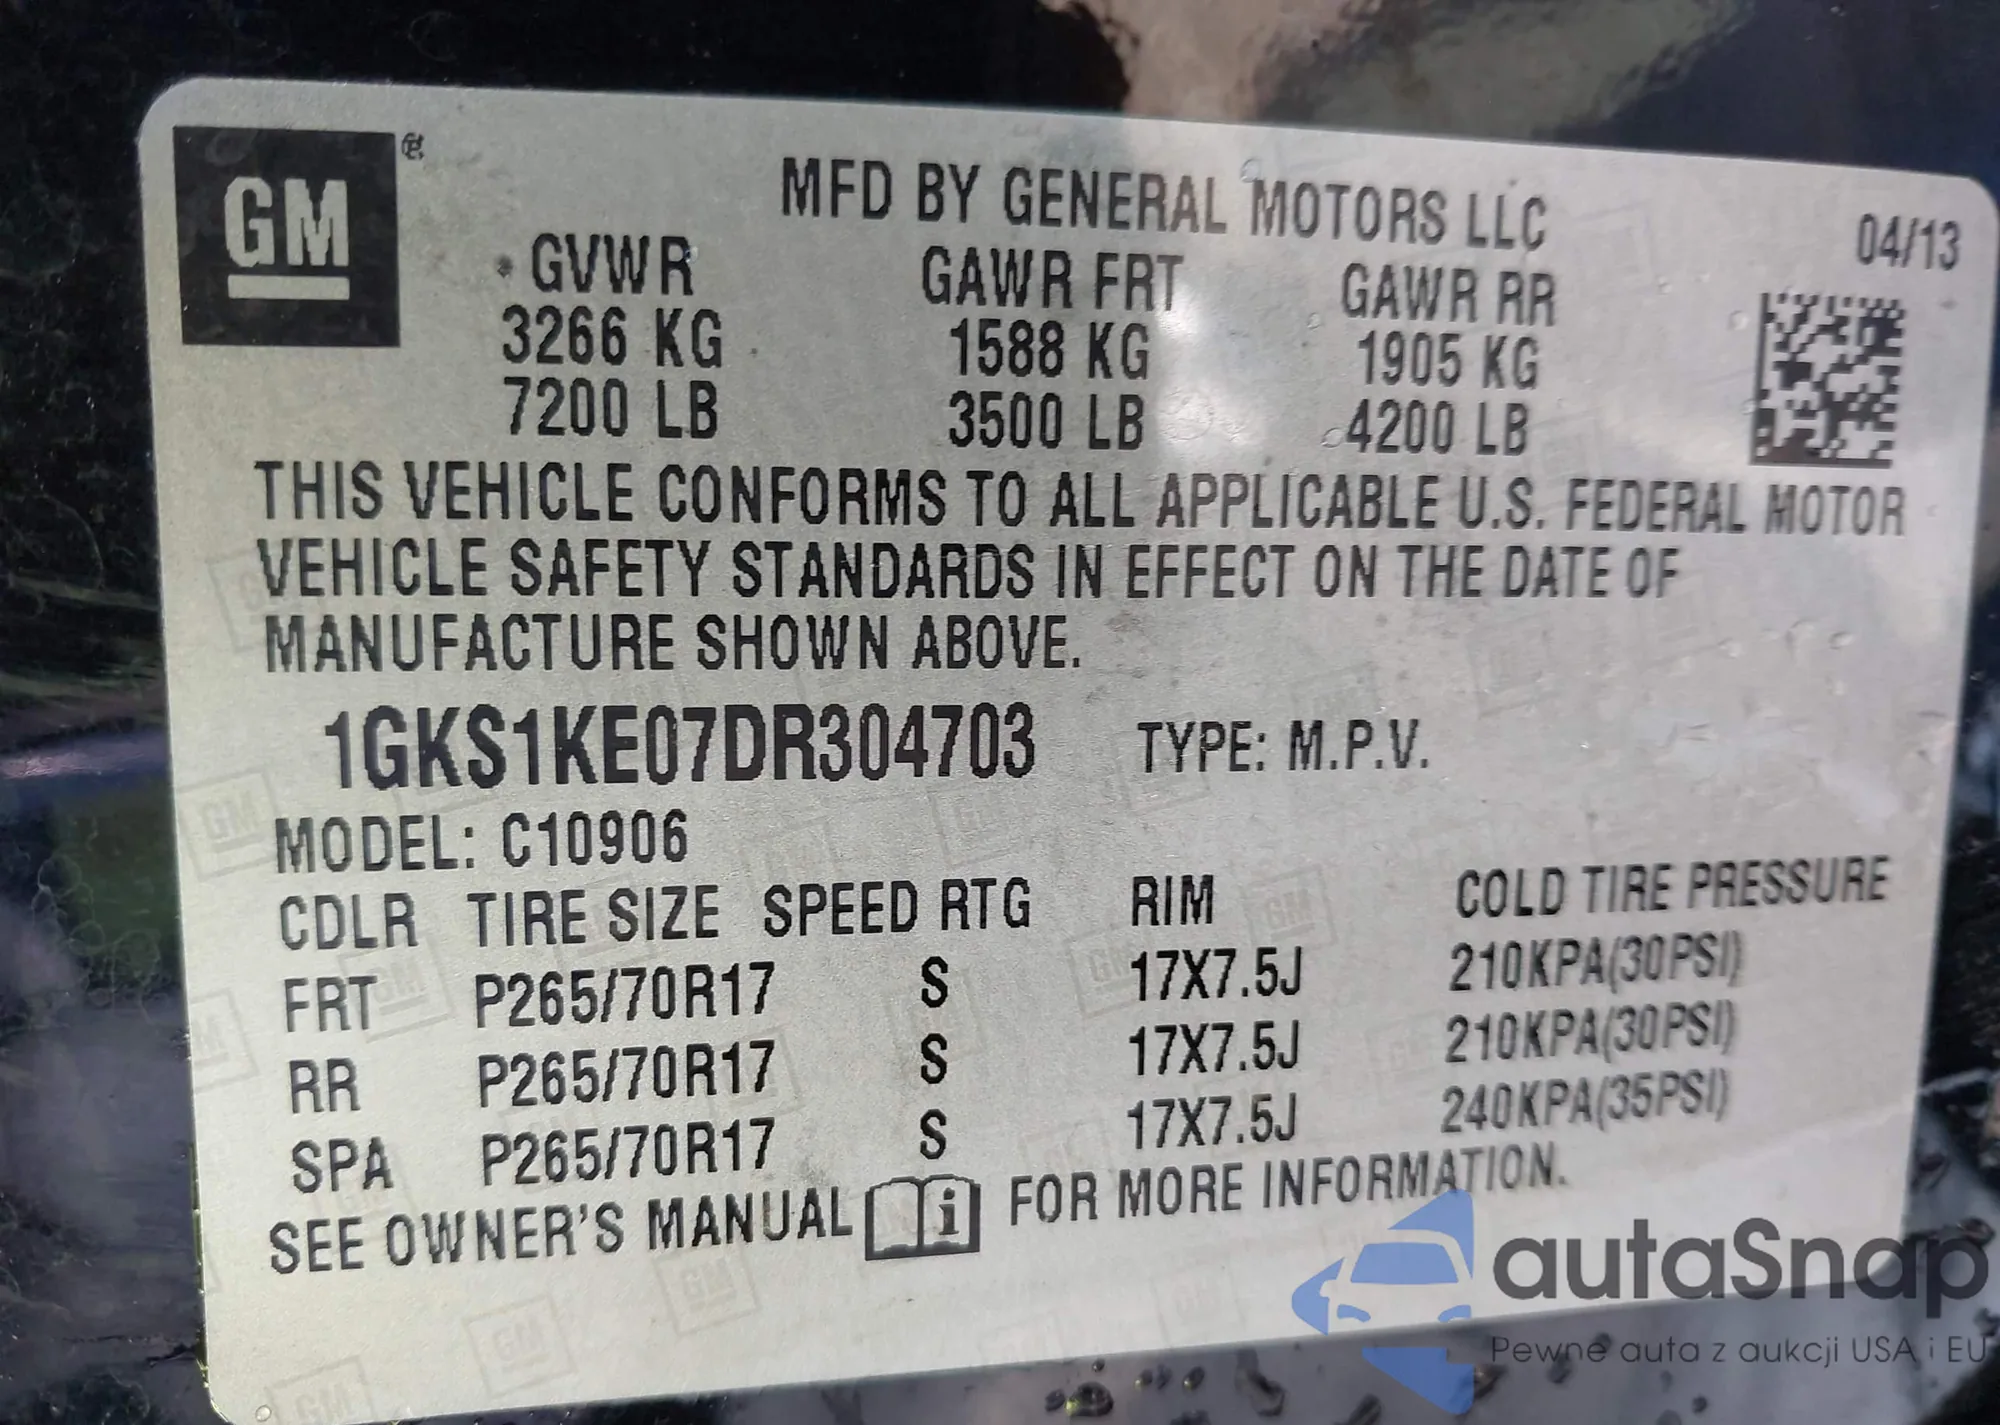 GM
MFD BY GENERAL MOTORS LLC
04/13
GVWR GAWR FRT GAWR RR
3266 KG 1588 KG 1905 KG
7200 LB 3500 LB 4200 LB
THIS VEHICLE CONFORMS TO ALL APPLICABLE U.S. FEDERAL MOTOR
VEHICLE SAFETY STANDARDS IN EFFECT ON THE DATE OF
MANUFACTURE SHOWN ABOVE.
1GKS1KE07DR304703 TYPE: M.P.V.
MODEL: C10906
CDLR TIRE SIZE SPEED RTG RIM COLD TIRE PRESSURE
FRT P265/70R17 S 17X7.5J 210KPA(30PSI)
RR P265/70R17 S 17X7.5J 210KPA(30PSI)
SPA P265/70R17 S 17X7.5J 240KPA(35PSI)
SEE OWNER'S MANUAL i FOR MORE INFORMATION.
autaSnap
Pewne auta z aukcji USA i EU